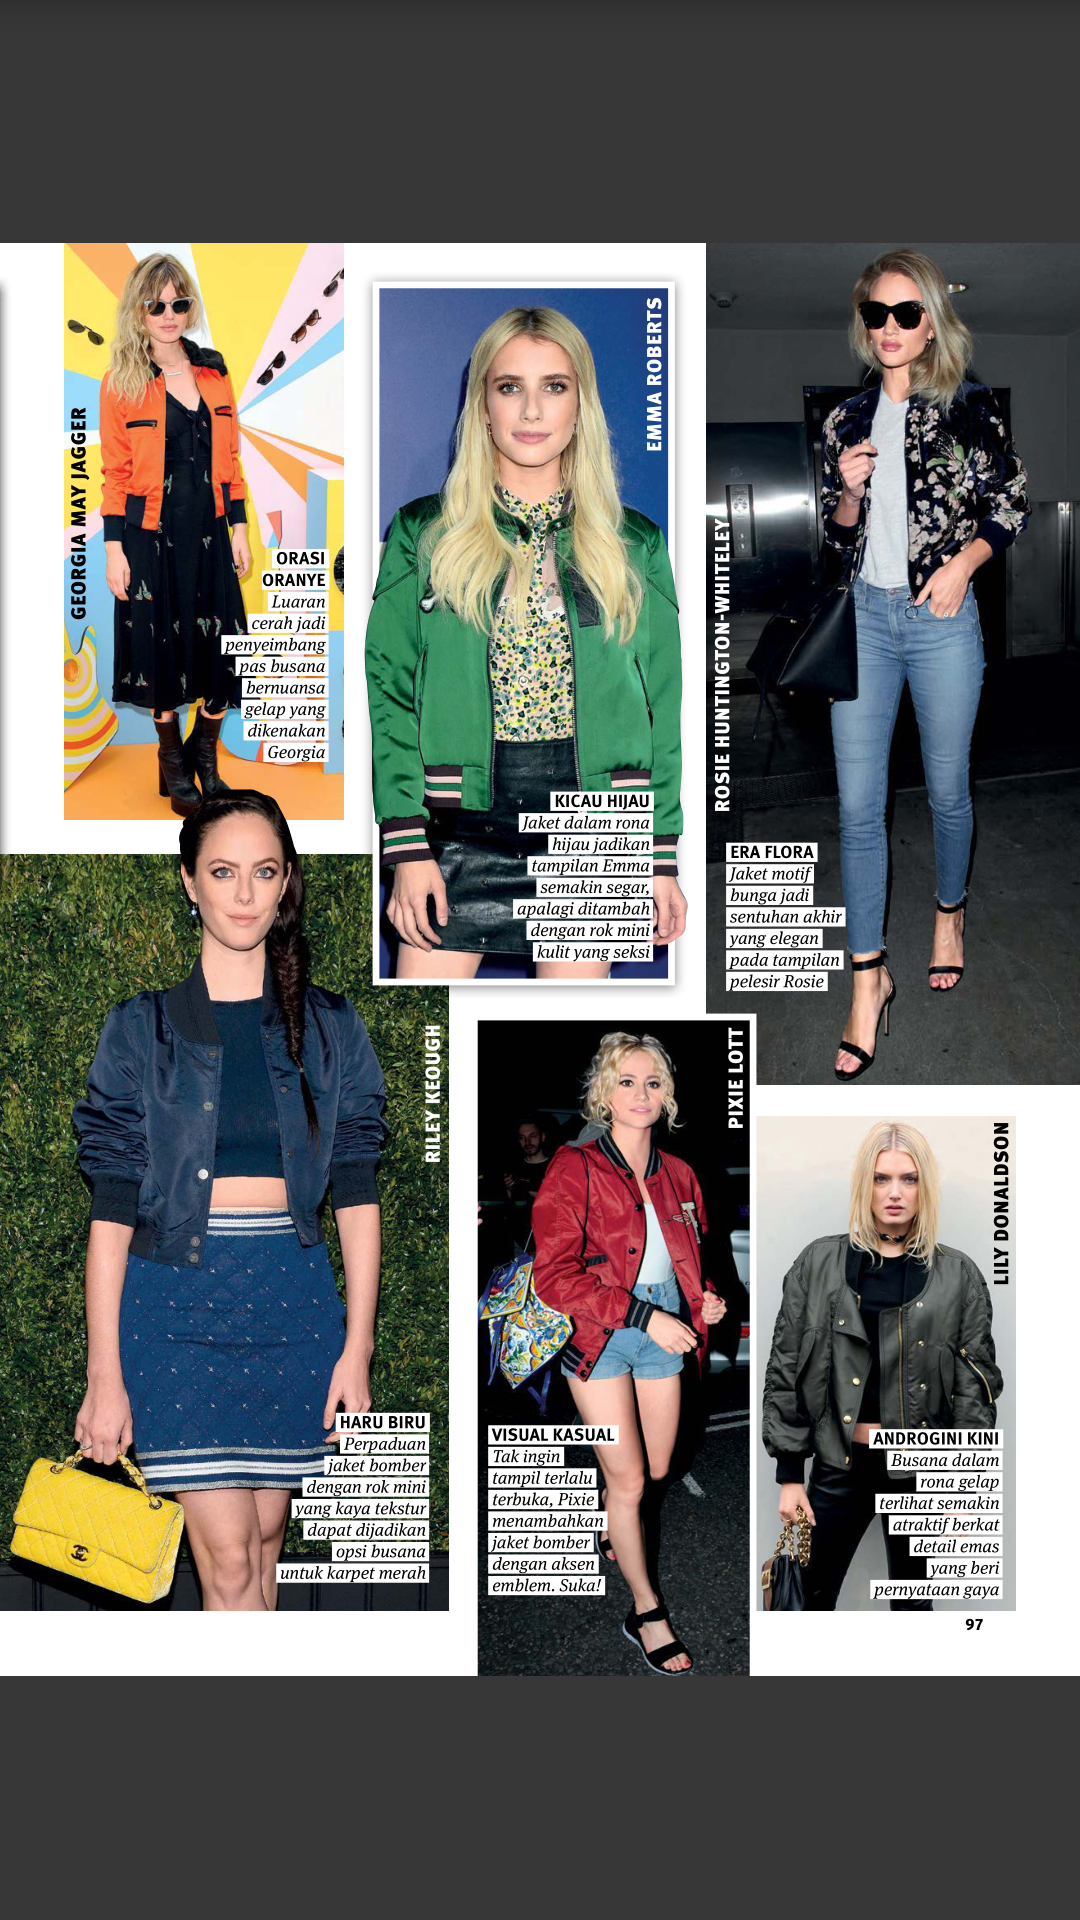 GEORGIA MAY JAGGER
ORASI
ORANYE
Luaran
cerah jadi
penyeimbang
pas busana
bernuansa
gelap yang
dikenakan
Georgia
EMMA ROBERTS
KICAU HIJAU
Jaket dalam rona
hijau jadikan
tampilan Emma
semakin segar,
apalagi ditambah
dengan rok mini
kulit yang seksi
ROSIE HUNTINGTON-WHITELEY
ERA FLORA
Jaket motif
bunga jadi
sentuhan akhir
yang elegan
pada tampilan
pelesir Rosie
RILEY KEOUGH
HARU BIRU
Perpaduan
jaket bomber
dengan rok mini
yang kaya tekstur
dapat dijadikan
opsi busana
untuk karpet merah
PIXIE LOTT
VISUAL KASUAL
Tak ingin
tampil terlalu
terbuka, Pixie
menambahkan
jaket bomber
dengan aksen
emblem. Suka!
LILY DONALDSON
ANDROGINI KINI
Busana dalam
rona gelap
terlihat semakin
atraktif berkat
detail emas
yang beri
pernyataan gaya
97